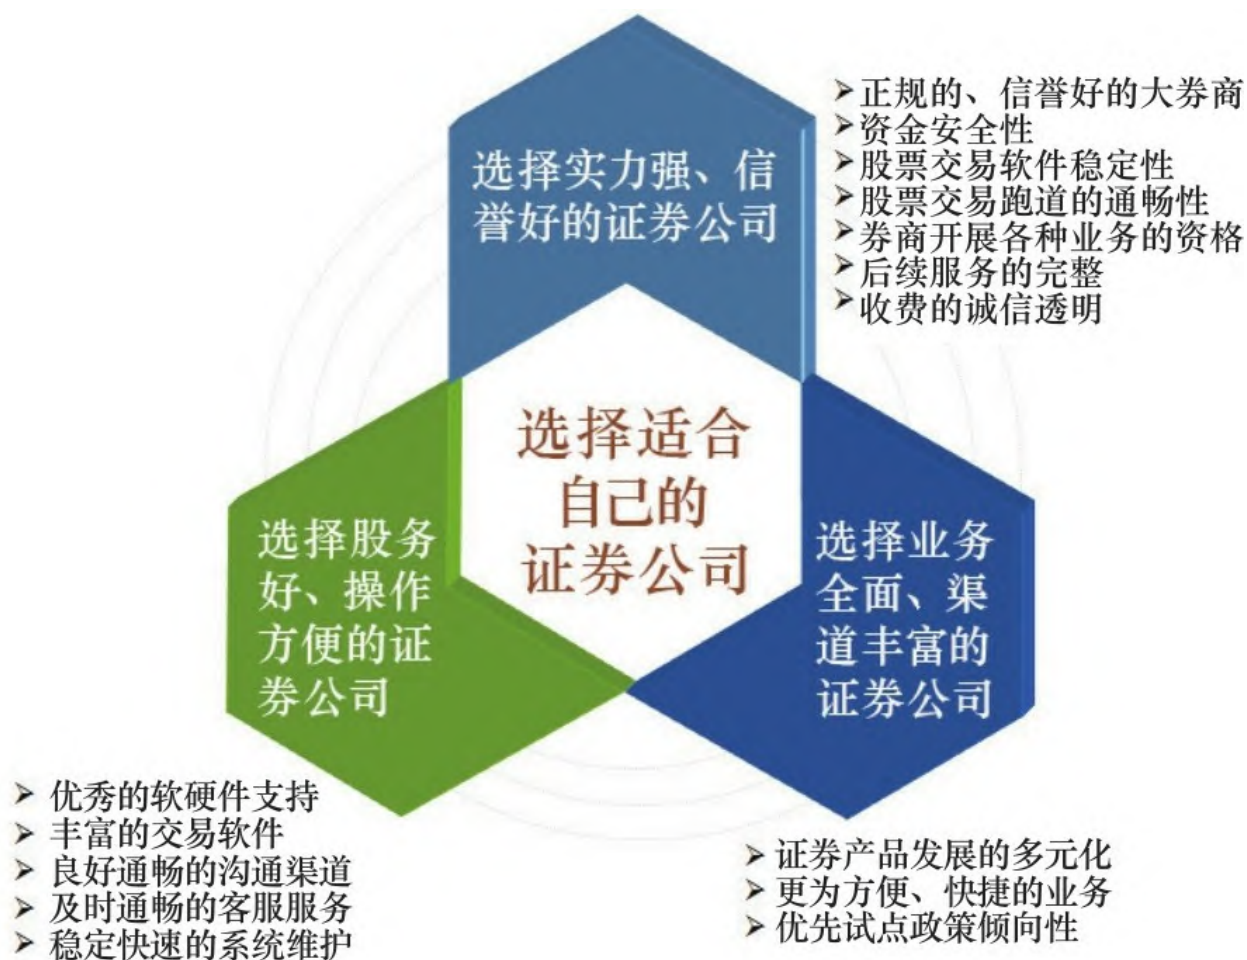 选择实力强、信
誉好的证券公司
正规的、信誉好的大券商
资金安全性
股票交易软件稳定性
股票交易跑道的通畅性
券商开展各种业务的资格
后续服务的完整
收费的诚信透明
选择适合
自己的
证券公司
选择股务
好、操作
方便的证
券公司
选择业务
全面、渠
道丰富的
证券公司
优秀的软硬件支持
丰富的交易软件
良好通畅的沟通渠道
及时通畅的客服服务
稳定快速的系统维护
证券产品发展的多元化
更为方便、快捷的业务
优先试点政策倾向性